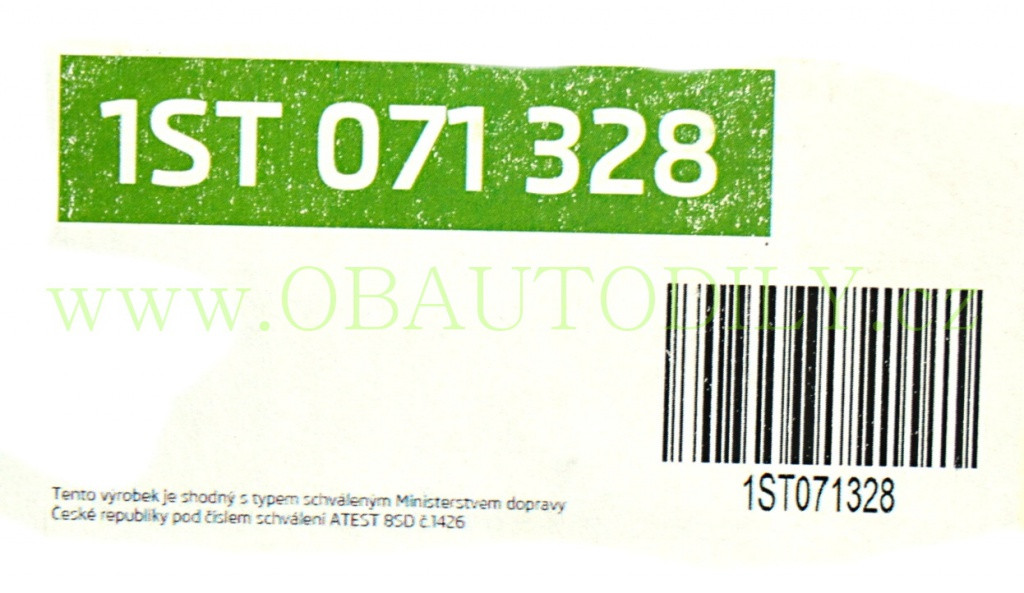 1ST 071 328
www.OBAUTODILY.cz
1ST071328
Tento výrobek je shodný s typem schváleným Ministerstvem dopravy
České republiky pod číslem schválení ATEST 8SD č.1426